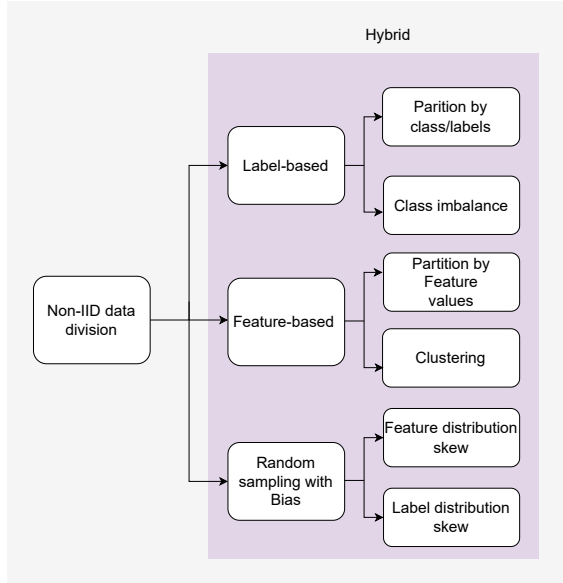 Hybrid
Parition by
class/labels
Label-based
Class imbalance
Partition by
Feature
values
Non-IID data
division
Feature-based
Clustering
Feature distribution
skew
Random
sampling with
Bias
Label distribution
skew